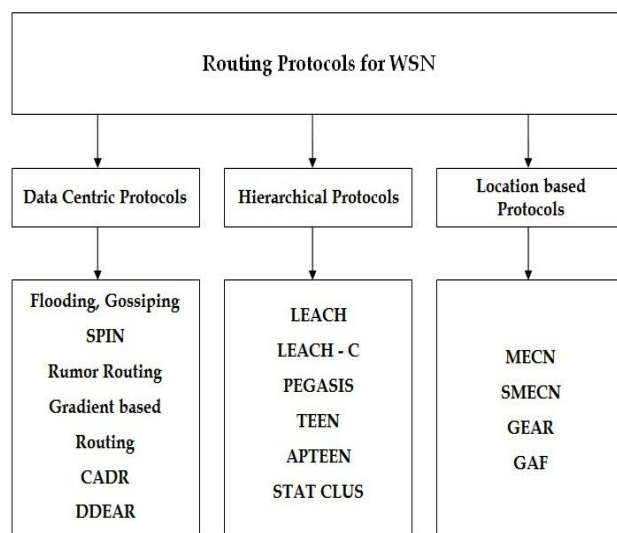 Routing Protocols for WSN
Data Centric Protocols
Hierarchical Protocols
Location based
Protocols
Flooding, Gossiping
SPIN
Rumor Routing
Gradient based
Routing
CADR
DDEAR
LEACH
LEACH - C
PEGASIS
TEEN
APTEEN
STAT CLUS
MECN
SMECN
GEAR
GAF